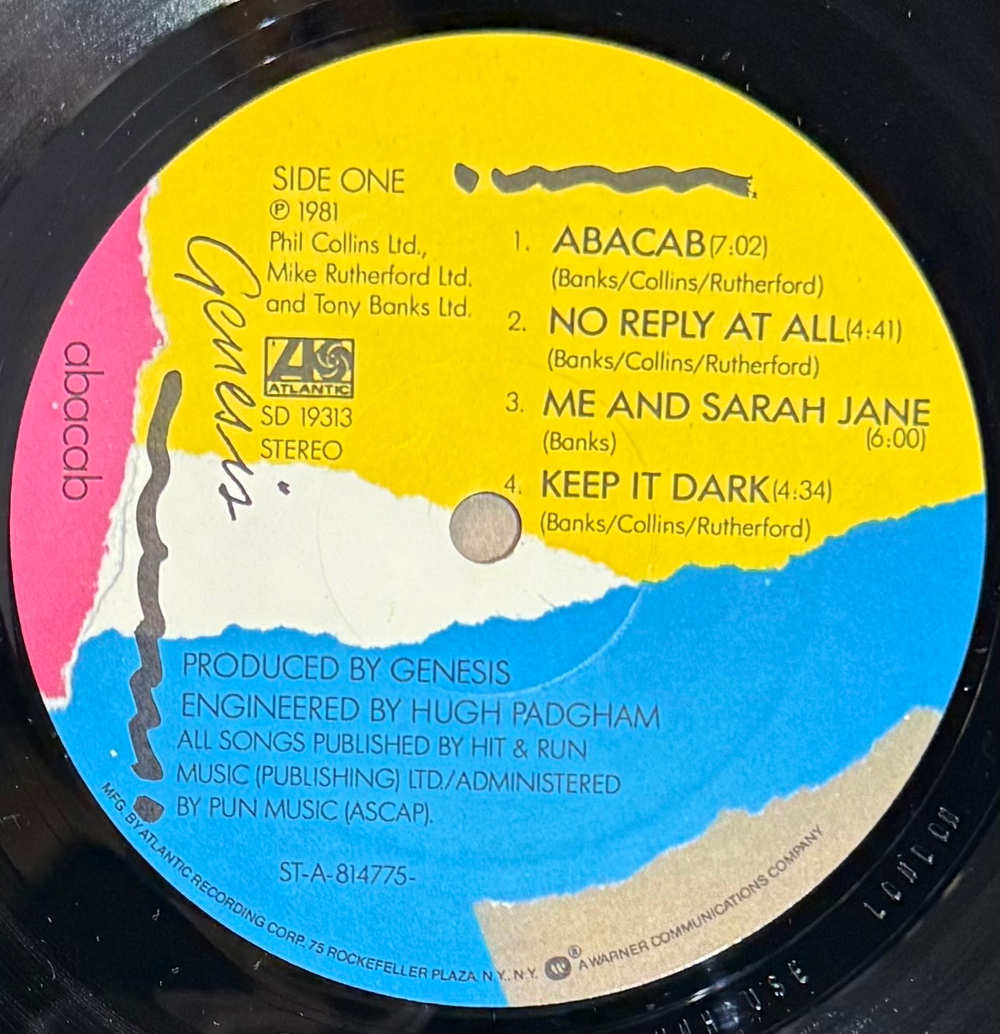 SIDE ONE
℗ 1981
Phil Collins Ltd.,
Mike Rutherford Ltd.
and Tony Banks Ltd.
ATLANTIC
SD 19313
STEREO
Genesis
abacab
1. ABACAB (7:02)
(Banks/Collins/Rutherford)
2. NO REPLY AT ALL (4:41)
(Banks/Collins/Rutherford)
3. ME AND SARAH JANE
(Banks) (6:00)
4. KEEP IT DARK (4:34)
(Banks/Collins/Rutherford)
PRODUCED BY GENESIS
ENGINEERED BY HUGH PADGHAM
ALL SONGS PUBLISHED BY HIT & RUN
MUSIC (PUBLISHING) LTD./ADMINISTERED
BY PUN MUSIC (ASCAP).
ST-A-814775-
MFG. BY ATLANTIC RECORDING CORP. 75 ROCKEFELLER PLAZA, N.Y., N.Y. ® A WARNER COMMUNICATIONS COMPANY
LONDON